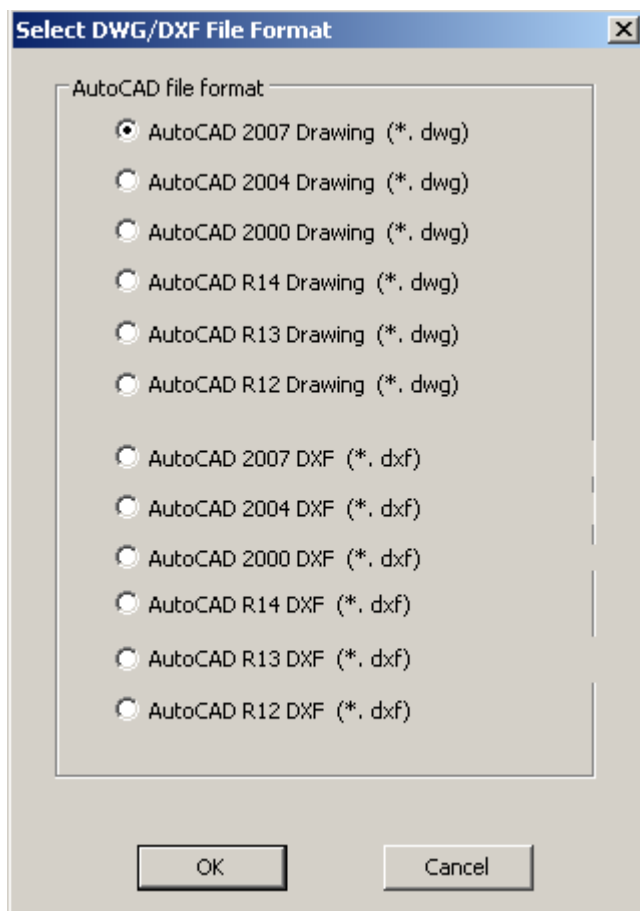 Select DWG/DXF File Format
AutoCAD file format
AutoCAD 2007 Drawing (*. dwg)
AutoCAD 2004 Drawing (*. dwg)
AutoCAD 2000 Drawing (*. dwg)
AutoCAD R14 Drawing (*. dwg)
AutoCAD R13 Drawing (*. dwg)
AutoCAD R12 Drawing (*. dwg)
AutoCAD 2007 DXF (*. dxf)
AutoCAD 2004 DXF (*. dxf)
AutoCAD 2000 DXF (*. dxf)
AutoCAD R14 DXF (*. dxf)
AutoCAD R13 DXF (*. dxf)
AutoCAD R12 DXF (*. dxf)
OK Cancel